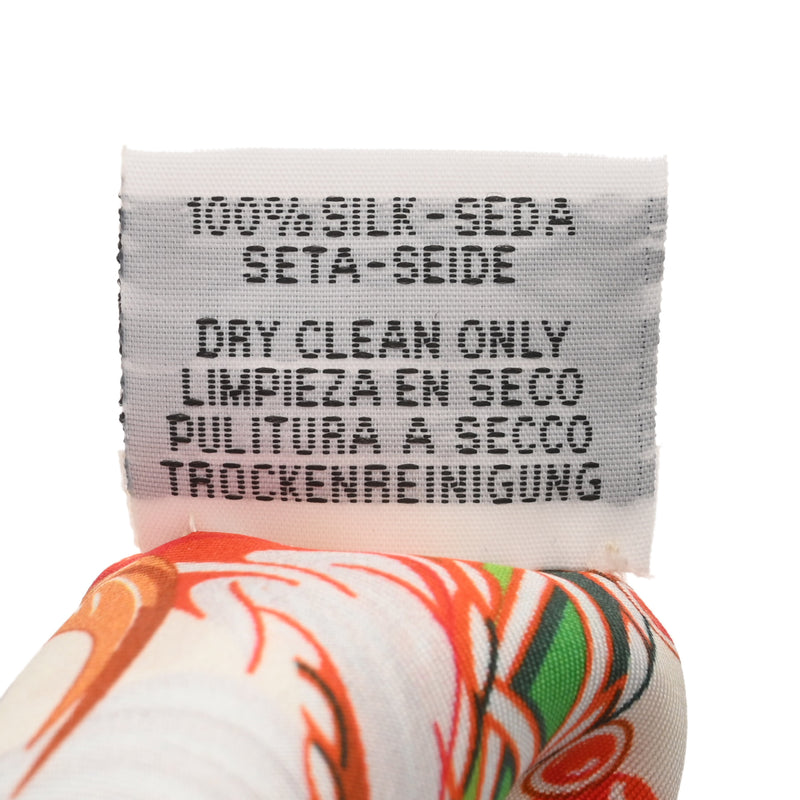 100% SILK - SEDA
SETA - SEIDE
DRY CLEAN ONLY
LIMPIEZA EN SECO
PULITURA A SECCO
TROCKENREINIGUNG